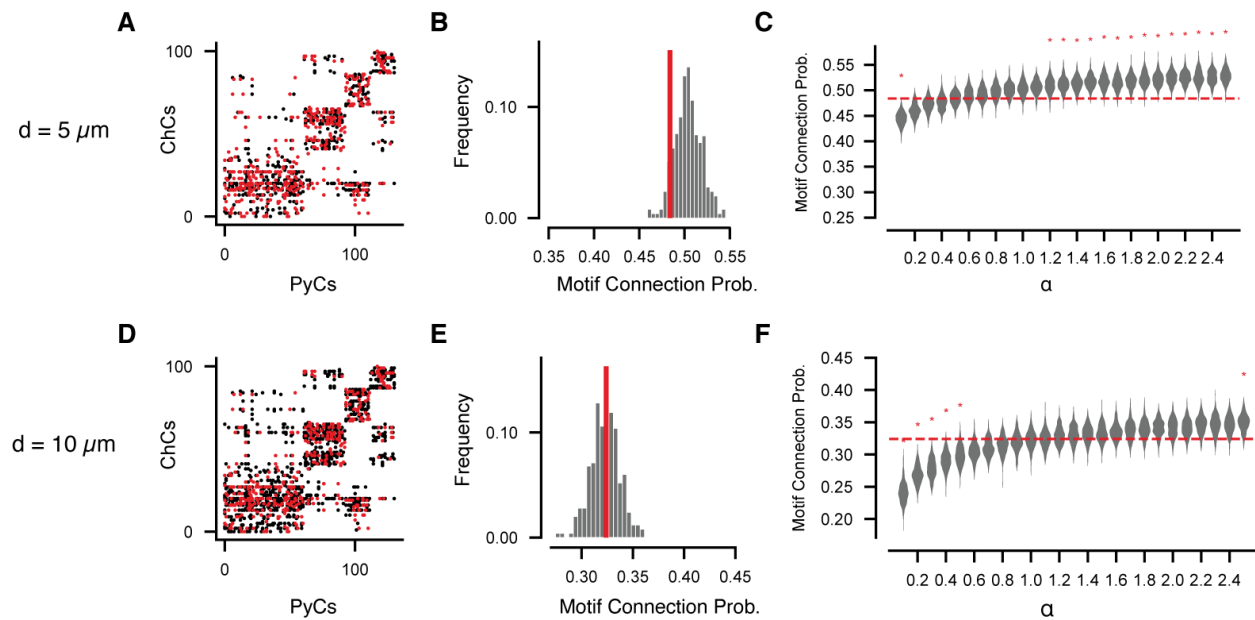 A
B
C
d = 5 µm
ChCs
100
0
0
100
PyCs
Frequency
0.10
0.00
0.35 0.40 0.45 0.50 0.55
Motif Connection Prob.
Motif Connection Prob.
0.55
0.50
0.45
0.40
0.35
0.30
0.25
* * * * * * * * * * * * * * *
0.2 0.4 0.6 0.8 1.0 1.2 1.4 1.6 1.8 2.0 2.2 2.4
α
D
E
F
d = 10 µm
ChCs
100
0
0
100
PyCs
Frequency
0.10
0.00
0.30 0.35 0.40 0.45
Motif Connection Prob.
Motif Connection Prob.
0.45
0.40
0.35
0.30
0.25
0.20
* * * * * *
0.2 0.4 0.6 0.8 1.0 1.2 1.4 1.6 1.8 2.0 2.2 2.4
α